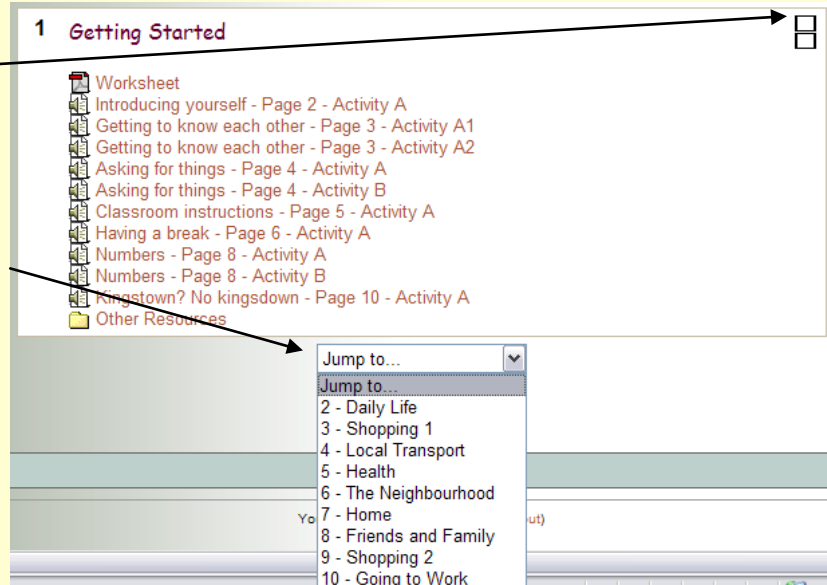 1 Getting Started
Worksheet
Introducing yourself - Page 2 - Activity A
Getting to know each other - Page 3 - Activity A1
Getting to know each other - Page 3 - Activity A2
Asking for things - Page 4 - Activity A
Asking for things - Page 4 - Activity B
Classroom instructions - Page 5 - Activity A
Having a break - Page 6 - Activity A
Numbers - Page 8 - Activity A
Numbers - Page 8 - Activity B
Kingstown? No kingsdown - Page 10 - Activity A
Other Resources
Jump to...
Jump to...
2 - Daily Life
3 - Shopping 1
4 - Local Transport
5 - Health
6 - The Neighbourhood
Yo 7 - Home ut)
8 - Friends and Family
9 - Shopping 2
10 - Going to Work